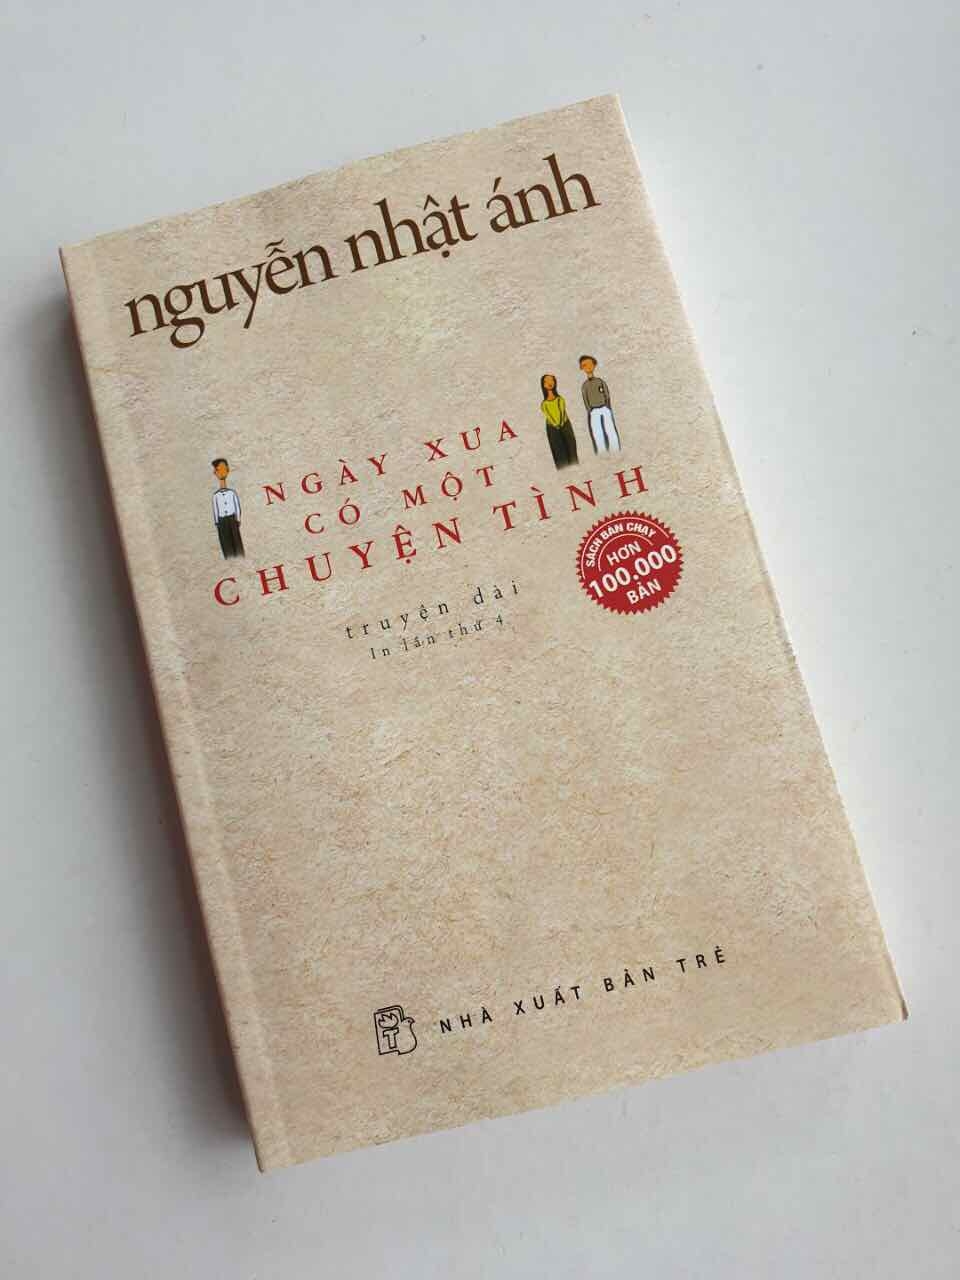 nguyễn nhật ánh
NGÀY XƯA
CÓ MỘT
CHUYỆN TÌNH
SÁCH BÁN CHẠY
HƠN
100.000
BẢN
truyện dài
In lần thứ 4
T
NHÀ XUẤT BẢN TRẺ